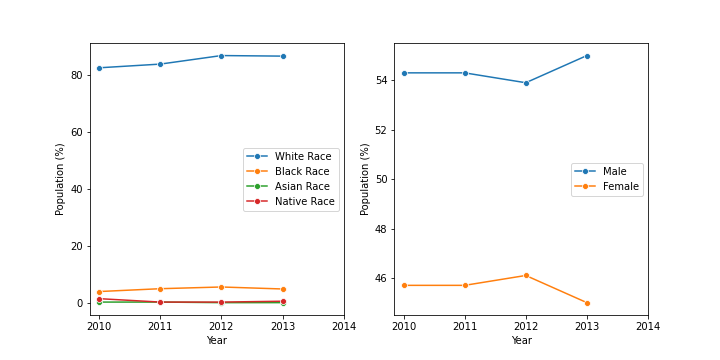 80
60
40
20
0
Population (%)
2010 2011 2012 2013 2014
Year
White Race
Black Race
Asian Race
Native Race
54
52
50
48
46
Population (%)
2010 2011 2012 2013 2014
Year
Male
Female